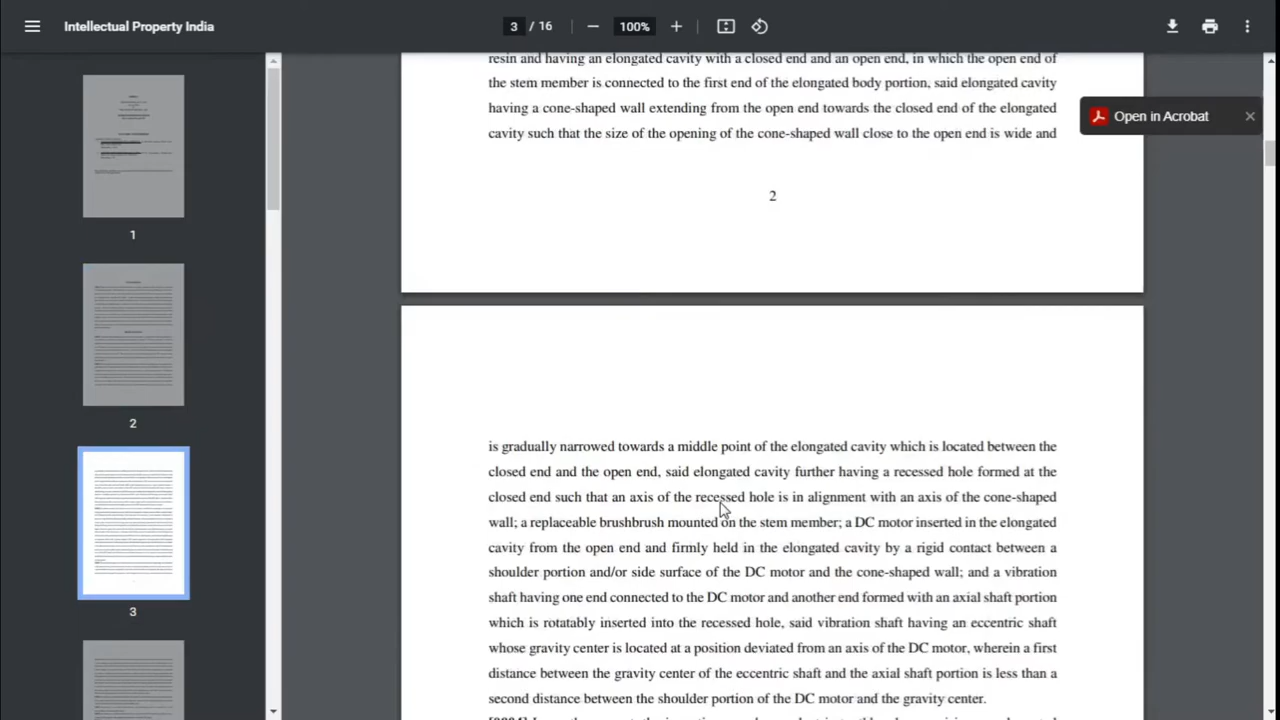 Intellectual Property India
3 / 16
100%
resin and having an elongated cavity with a closed end and an open end, in which the open end of
the stem member is connected to the first end of the elongated body portion, said elongated cavity
having a cone-shaped wall extending from the open end towards the closed end of the elongated
cavity such that the size of the opening of the cone-shaped wall close to the open end is wide and
Open in Acrobat
2
1
2
3
is gradually narrowed towards a middle point of the elongated cavity which is located between the
closed end and the open end, said elongated cavity further having a recessed hole formed at the
closed end such that an axis of the recessed hole is in alignment with an axis of the cone-shaped
wall; a replaceable brushbrush mounted on the stem member; a DC motor inserted in the elongated
cavity from the open end and firmly held in the elongated cavity by a rigid contact between a
shoulder portion and/or side surface of the DC motor and the cone-shaped wall; and a vibration
shaft having one end connected to the DC motor and another end formed with an axial shaft portion
which is rotatably inserted into the recessed hole, said vibration shaft having an eccentric shaft
whose gravity center is located at a position deviated from an axis of the DC motor, wherein a first
distance between the gravity center of the eccentric shaft and the axial shaft portion is less than a
second distance between the shoulder portion of the DC motor and the gravity center.